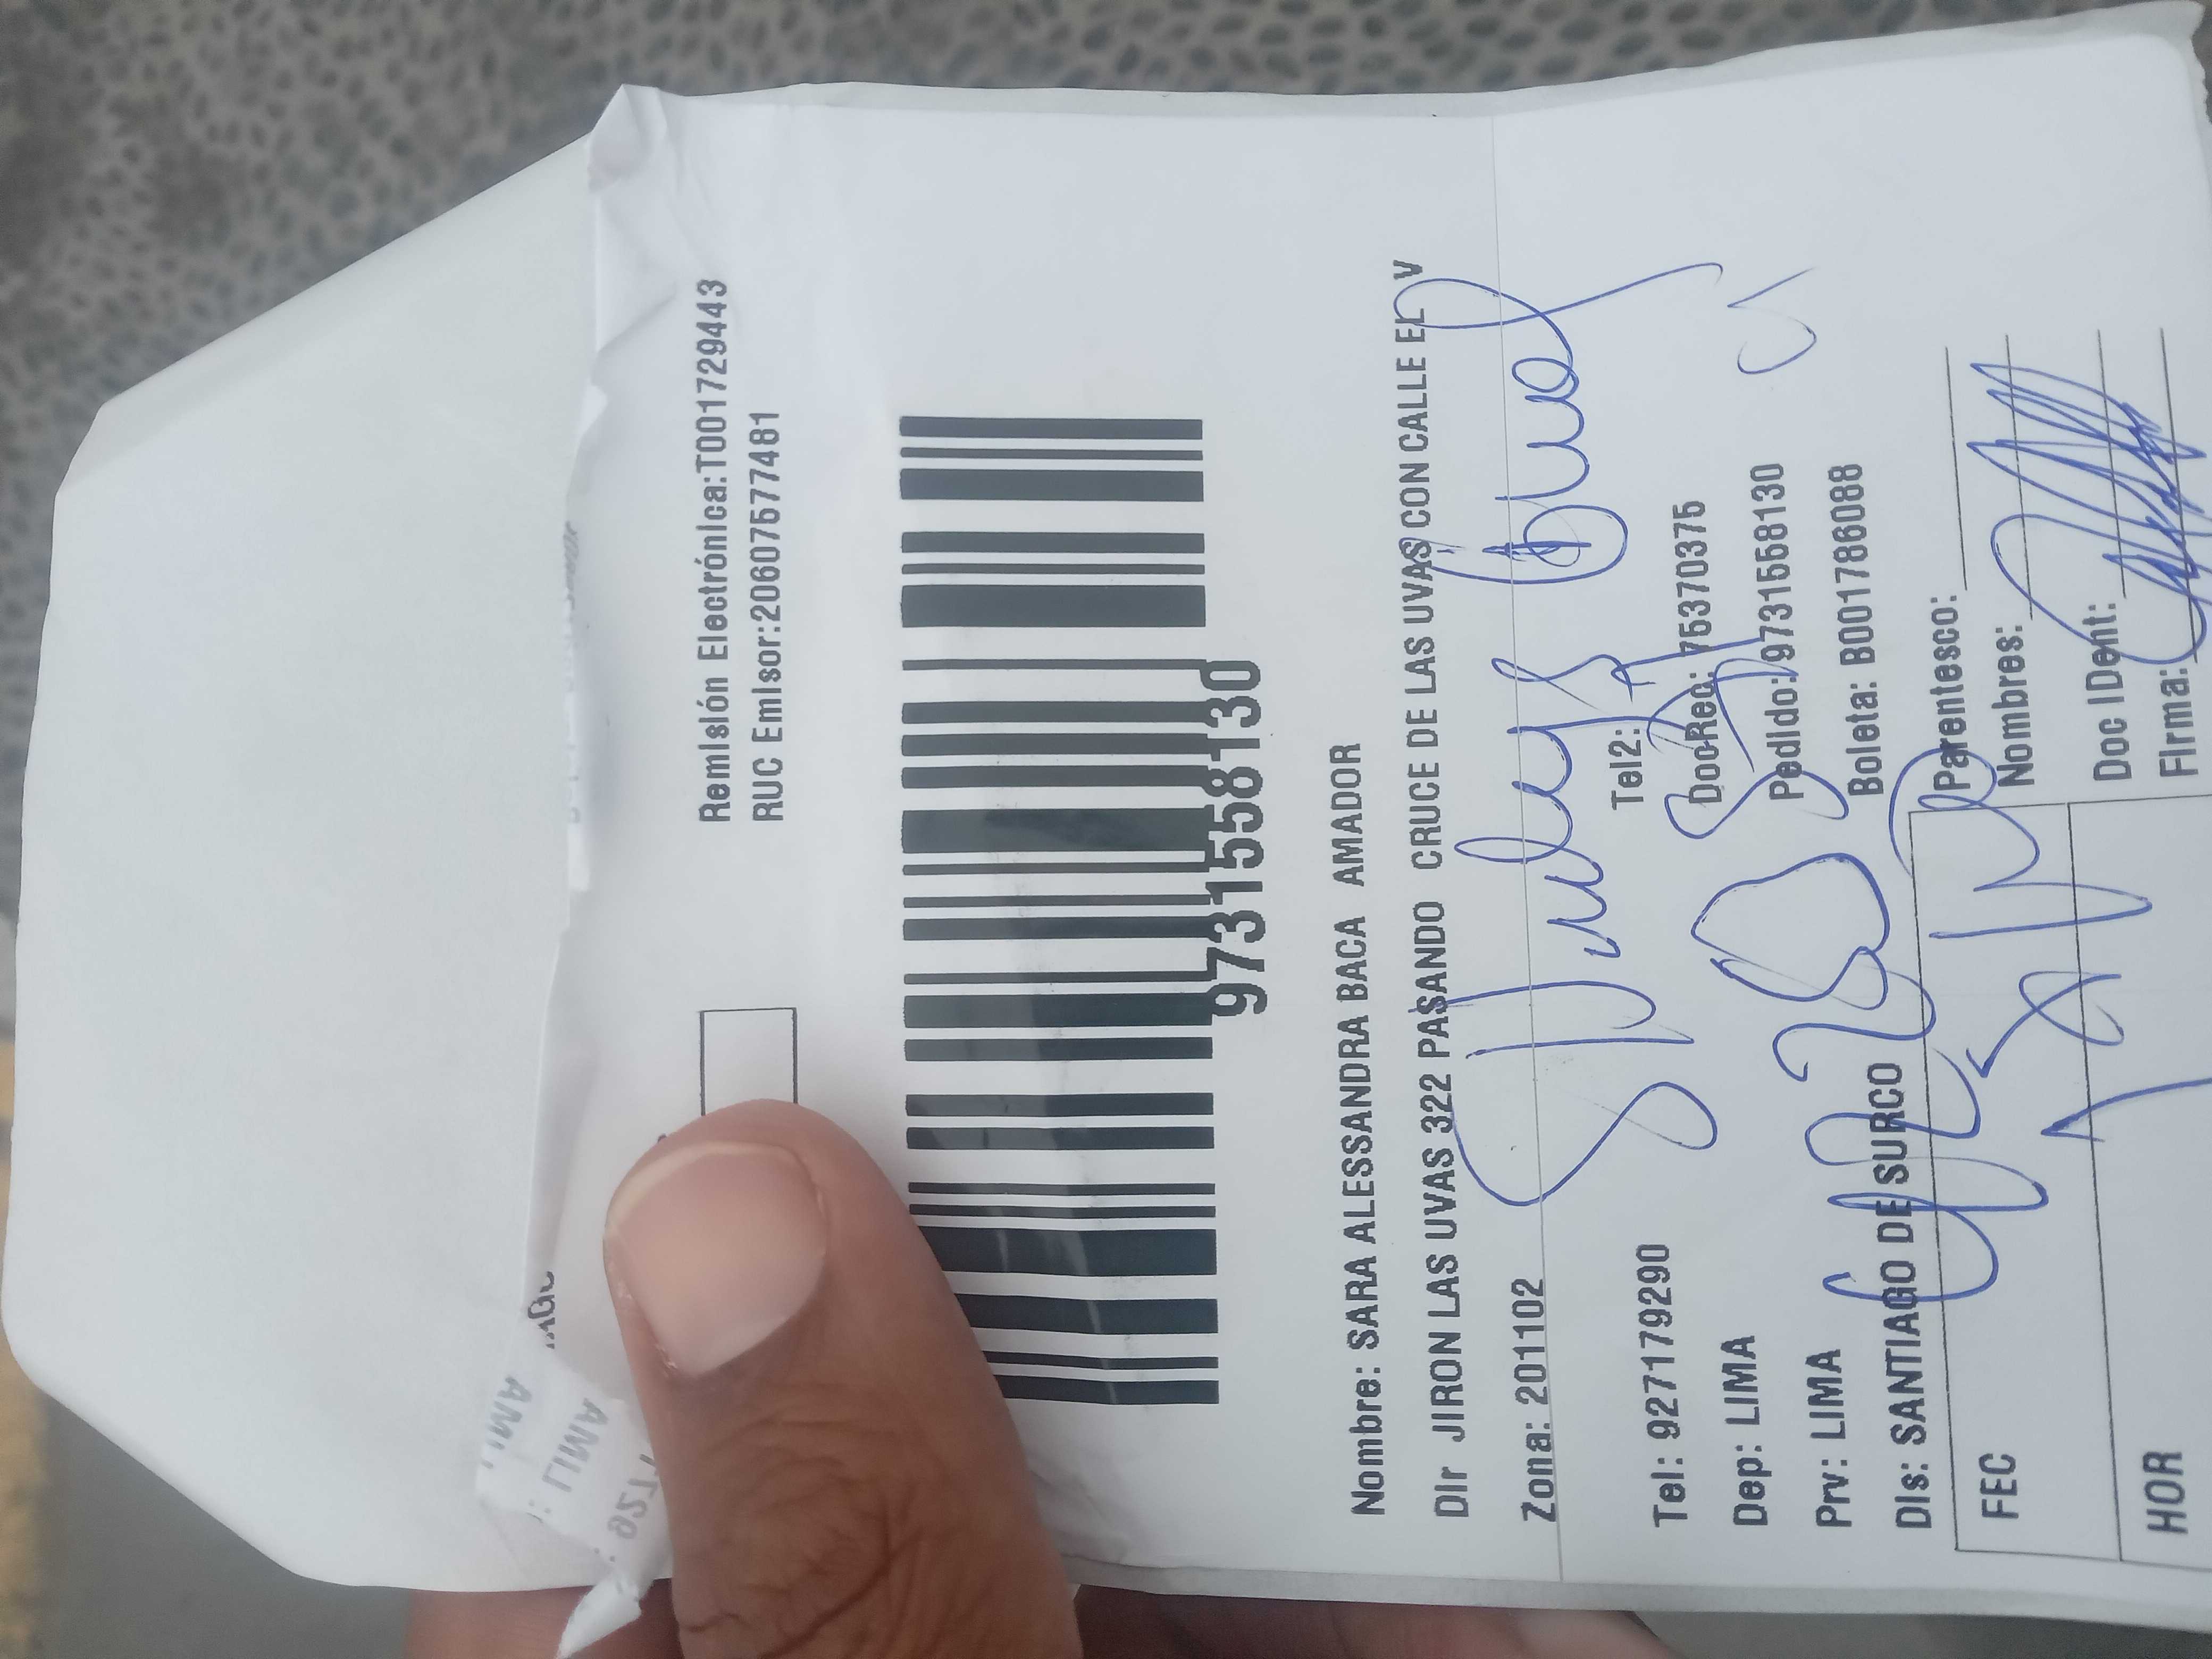 Remisión Electrónica:T001729443
RUC Emisor:20607577481
9731558130
Nombre: SARA ALESSANDRA BACA AMADOR
Dir JIRON LAS UVAS 322 PASANDO CRUCE DE LAS UVAS CON CALLE EL V
Zona: 201102
Tel: 927179290 Tel2:
Dep: LIMA DocReg: 75370375
Prv: LIMA Pedido: 9731558130
Dis: SANTIAGO DE SURCO Boleta: B001786088
FEC Parentesco:
Nombres:
HOR Doc IDent:
Firma: